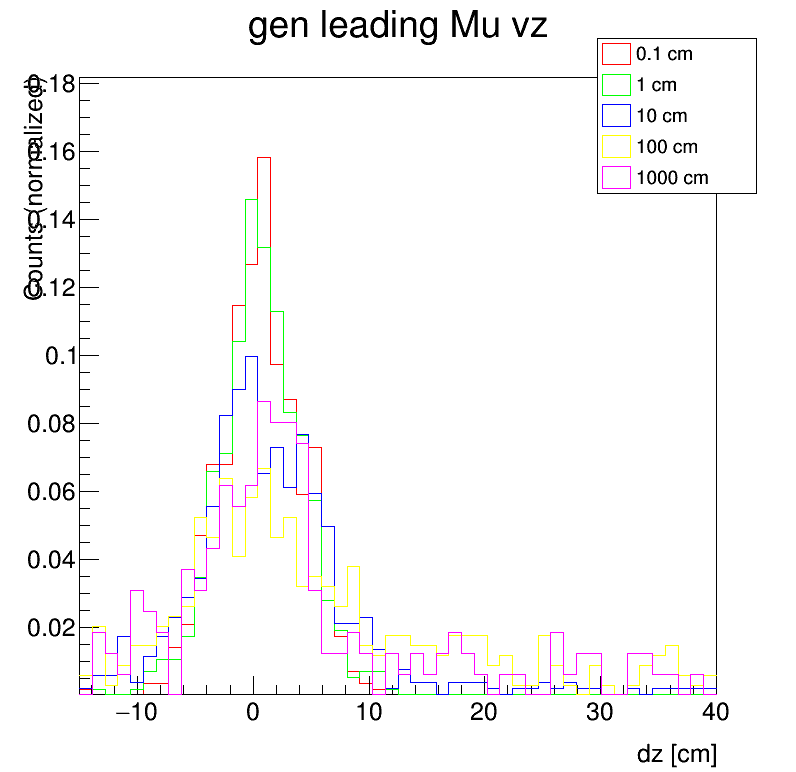 gen leading Mu vz
0.1 cm
1 cm
10 cm
100 cm
1000 cm
Counts (normalized)
0.18
0.16
0.14
0.12
0.1
0.08
0.06
0.04
0.02
−10 0 10 20 30 40
dz [cm]